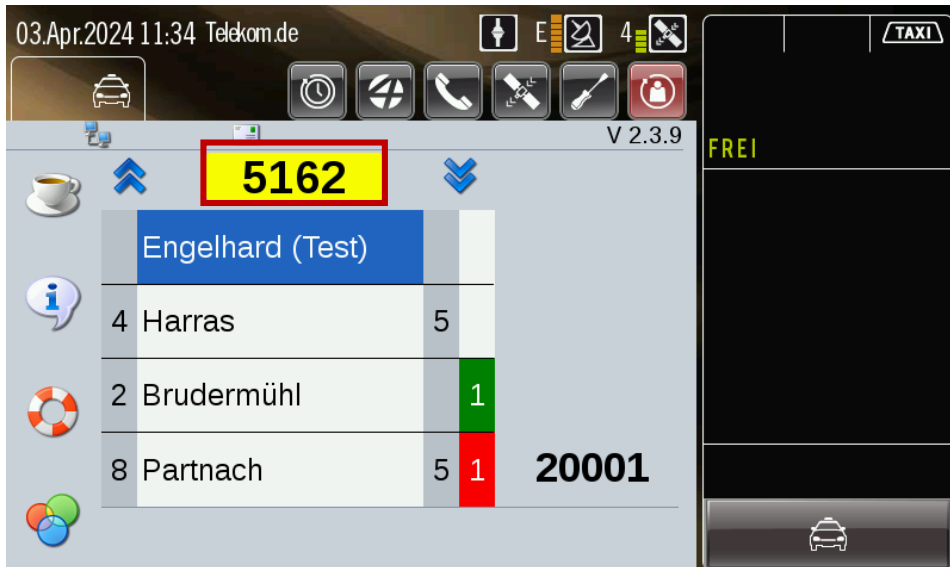 03.Apr.2024 11:34 Telekom.de E 4 TAXI
V 2.3.9
FREI
5162
Engelhard (Test)
4 Harras 5
2 Brudermühl 1
8 Partnach 5 1 20001